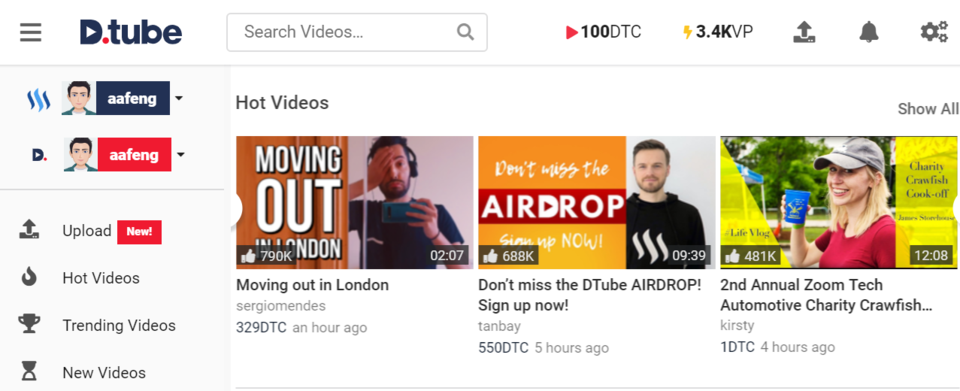 D.tube
Search Videos...
100DTC
3.4KVP
aafeng
D.
aafeng
Upload
New!
Hot Videos
Trending Videos
New Videos
Hot Videos
Show All
MOVING
OUT
IN LONDON
790K
02:07
Moving out in London
sergiomendes
329DTC an hour ago
Don't miss the
AIRDROP
sign up NOW!
688K
09:39
Don't miss the DTube AIRDROP!
Sign up now!
tanbay
550DTC 5 hours ago
Charity
Crawfish
Cook-off
James Storehouse
#Life Vlog
481K
12:08
2nd Annual Zoom Tech
Automotive Charity Crawfish...
kirsty
1DTC 4 hours ago